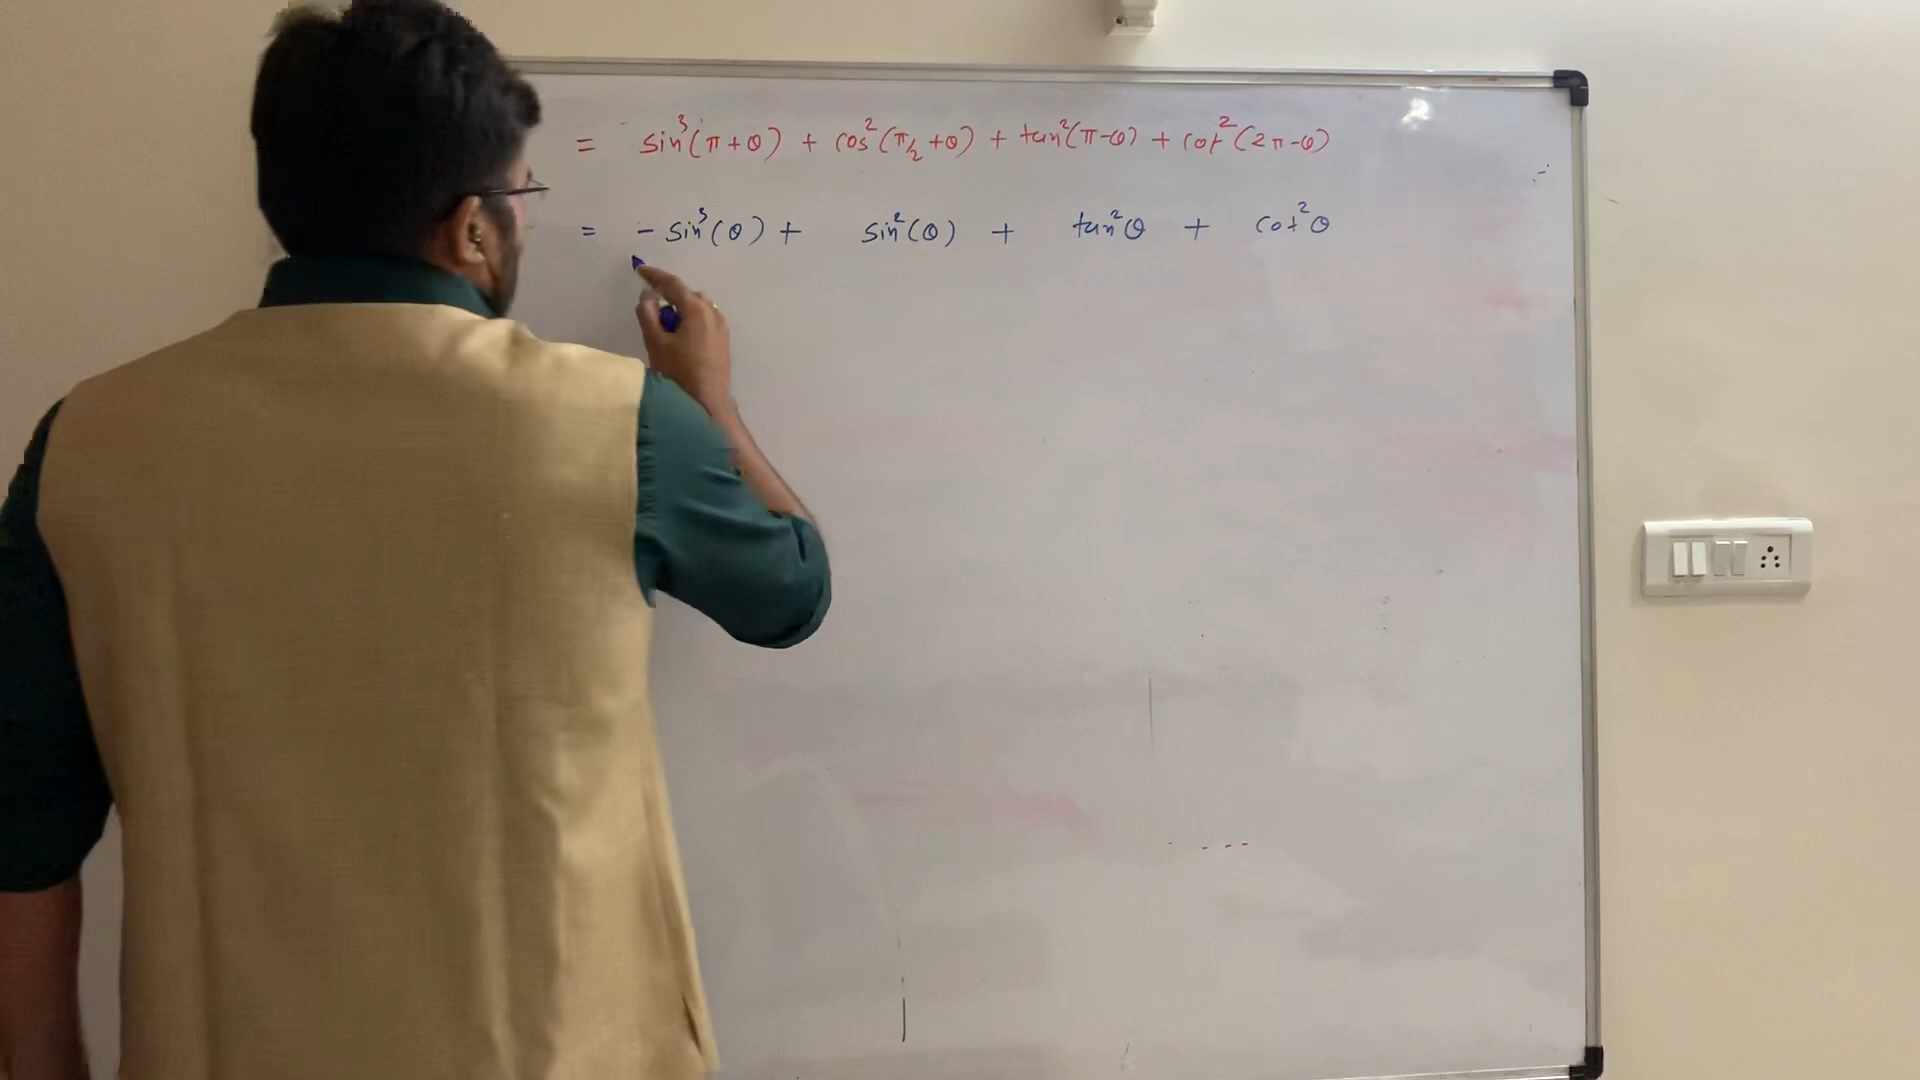 = sin³(π+θ) + cos²(π/2+θ) + tan²(π-θ) + cot²(2π-θ)
= -sin³(θ) + sin²(θ) + tan²θ + cot²θ